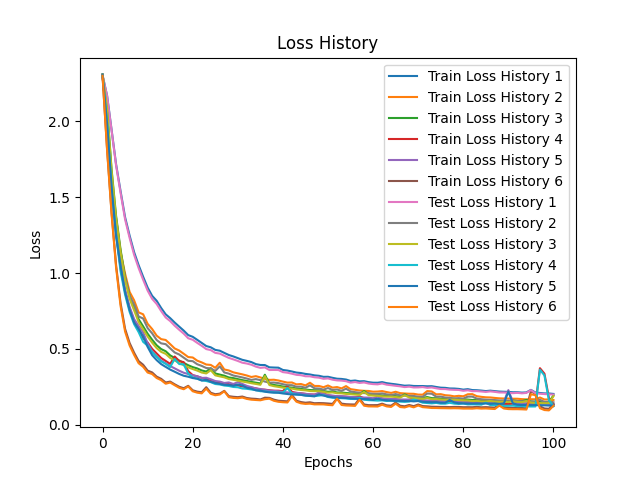 Loss History
Train Loss History 1
Train Loss History 2
Train Loss History 3
Train Loss History 4
Train Loss History 5
Train Loss History 6
Test Loss History 1
Test Loss History 2
Test Loss History 3
Test Loss History 4
Test Loss History 5
Test Loss History 6
2.0
1.5
1.0
0.5
0.0
Loss
0 20 40 60 80 100
Epochs